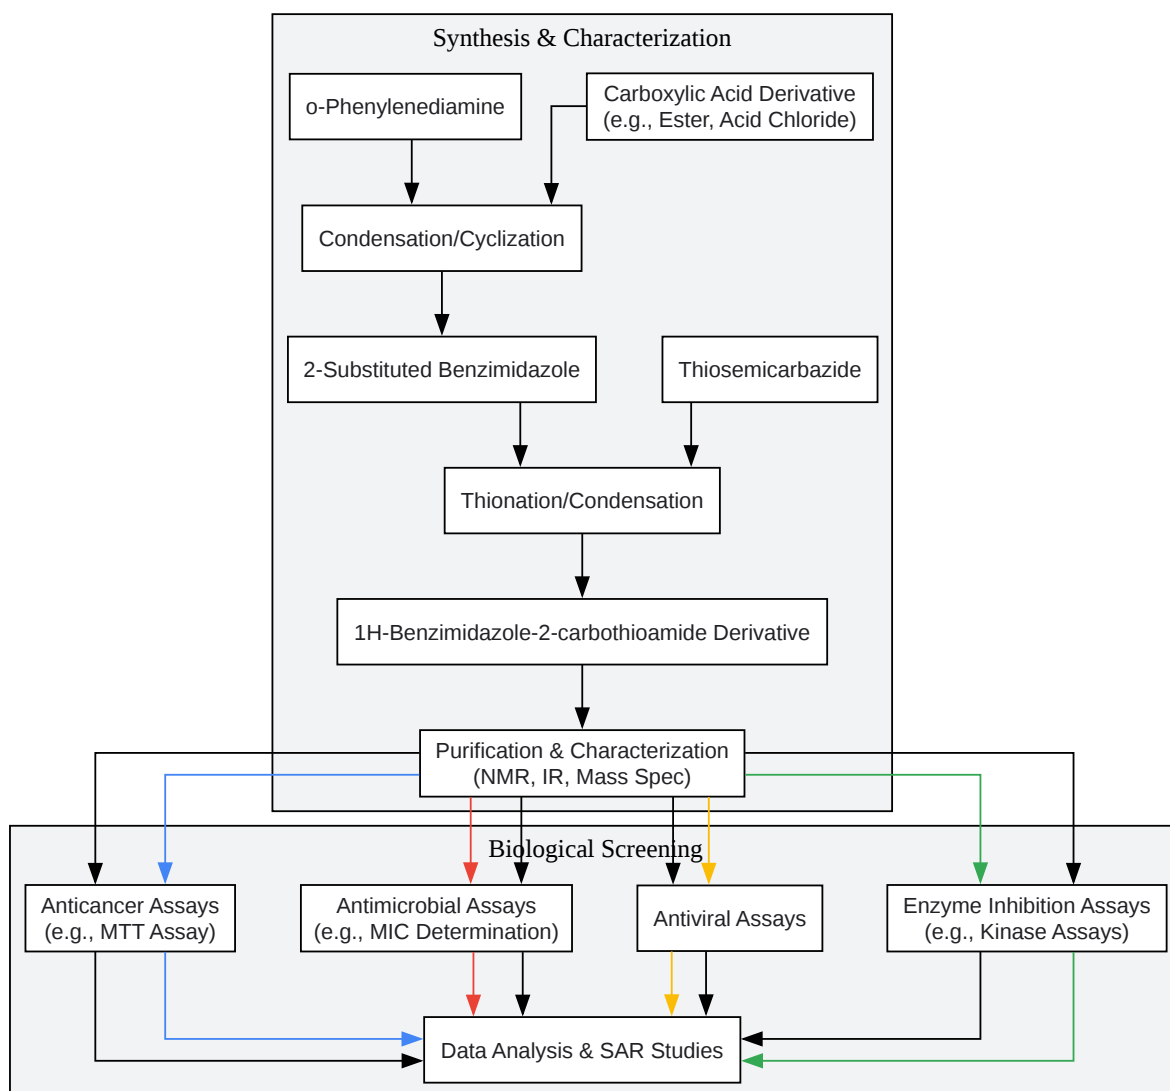 Synthesis & Characterization
o-Phenylenediamine
Carboxylic Acid Derivative
(e.g., Ester, Acid Chloride)
Condensation/Cyclization
2-Substituted Benzimidazole
Thiosemicarbazide
Thionation/Condensation
1H-Benzimidazole-2-carbothioamide Derivative
Purification & Characterization
(NMR, IR, Mass Spec)
Biological Screening
Anticancer Assays
(e.g., MTT Assay)
Antimicrobial Assays
(e.g., MIC Determination)
Antiviral Assays
Enzyme Inhibition Assays
(e.g., Kinase Assays)
Data Analysis & SAR Studies